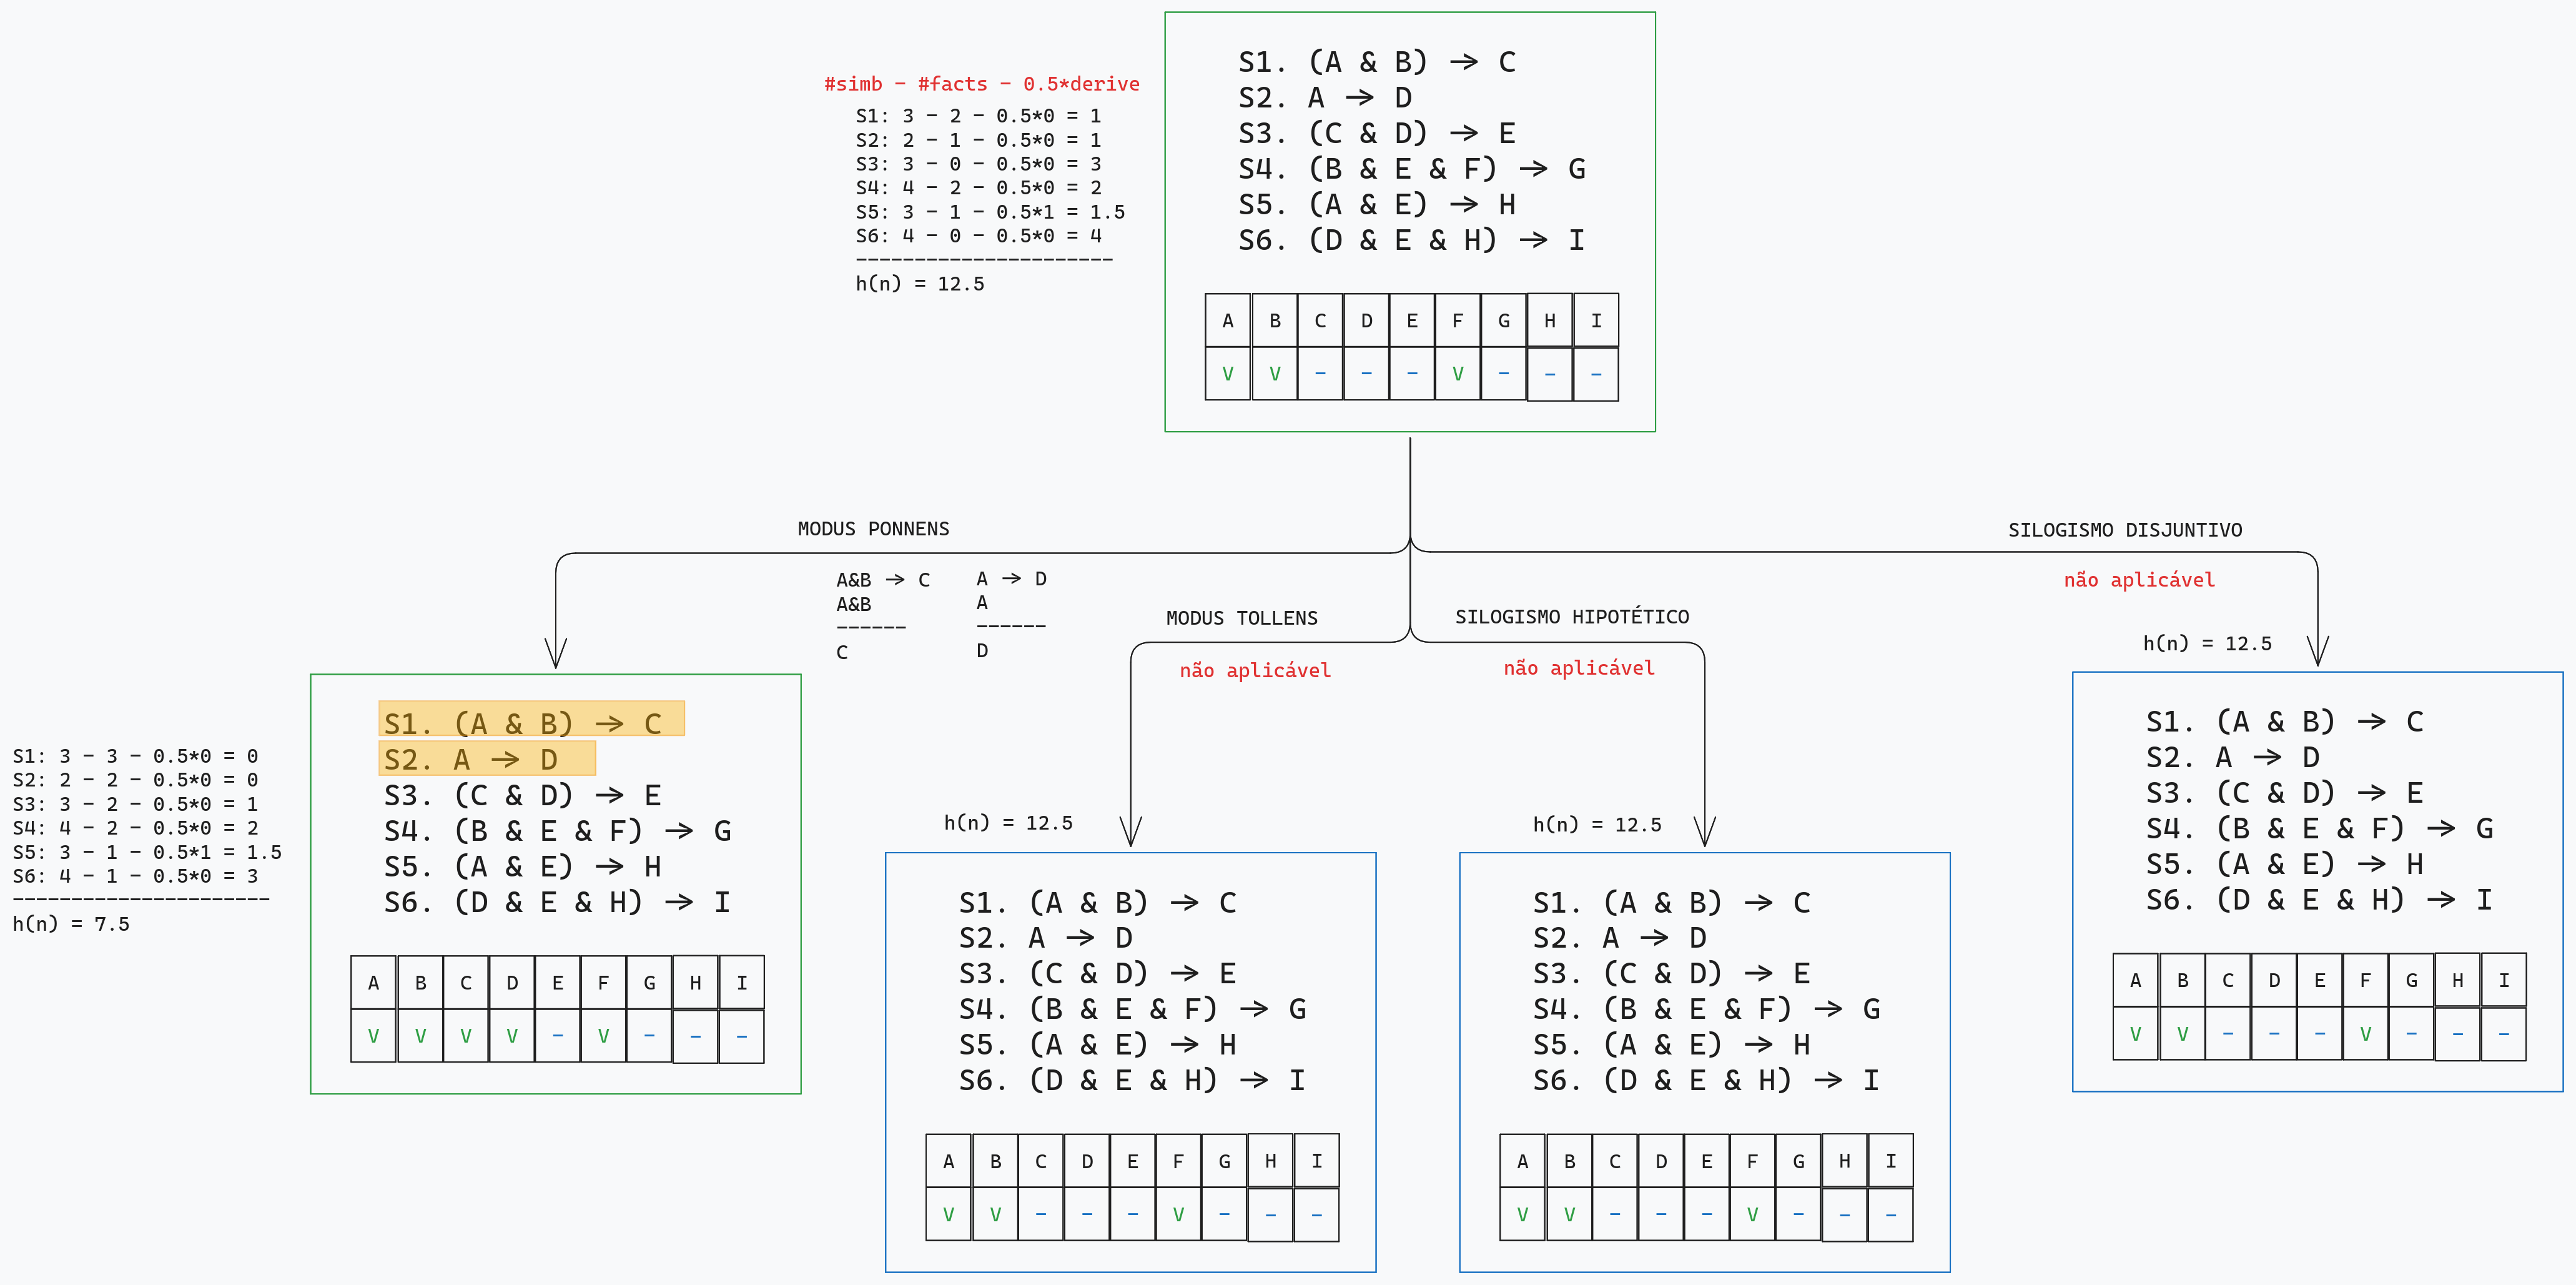 #simb - #facts - 0.5*derive
S1: 3 - 2 - 0.5*0 = 1
S2: 2 - 1 - 0.5*0 = 1
S3: 3 - 0 - 0.5*0 = 3
S4: 4 - 2 - 0.5*0 = 2
S5: 3 - 1 - 0.5*1 = 1.5
S6: 4 - 0 - 0.5*0 = 4
----------------------
h(n) = 12.5
S1. (A & B) → C
S2. A → D
S3. (C & D) → E
S4. (B & E & F) → G
S5. (A & E) → H
S6. (D & E & H) → I
A B C D E F G H I
V V - - - V - - -
MODUS PONNENS
A&B → C
A&B
------
C
A → D
A
------
D
MODUS TOLLENS
não aplicável
SILOGISMO HIPOTÉTICO
não aplicável
SILOGISMO DISJUNTIVO
não aplicável
S1: 3 - 3 - 0.5*0 = 0
S2: 2 - 2 - 0.5*0 = 0
S3: 3 - 2 - 0.5*0 = 1
S4: 4 - 2 - 0.5*0 = 2
S5: 3 - 1 - 0.5*1 = 1.5
S6: 4 - 1 - 0.5*0 = 3
----------------------
h(n) = 7.5
S1. (A & B) → C
S2. A → D
S3. (C & D) → E
S4. (B & E & F) → G
S5. (A & E) → H
S6. (D & E & H) → I
A B C D E F G H I
V V V V - V - - -
h(n) = 12.5
S1. (A & B) → C
S2. A → D
S3. (C & D) → E
S4. (B & E & F) → G
S5. (A & E) → H
S6. (D & E & H) → I
A B C D E F G H I
V V - - - V - - -
h(n) = 12.5
S1. (A & B) → C
S2. A → D
S3. (C & D) → E
S4. (B & E & F) → G
S5. (A & E) → H
S6. (D & E & H) → I
A B C D E F G H I
V V - - - V - - -
h(n) = 12.5
S1. (A & B) → C
S2. A → D
S3. (C & D) → E
S4. (B & E & F) → G
S5. (A & E) → H
S6. (D & E & H) → I
A B C D E F G H I
V V - - - V - - -